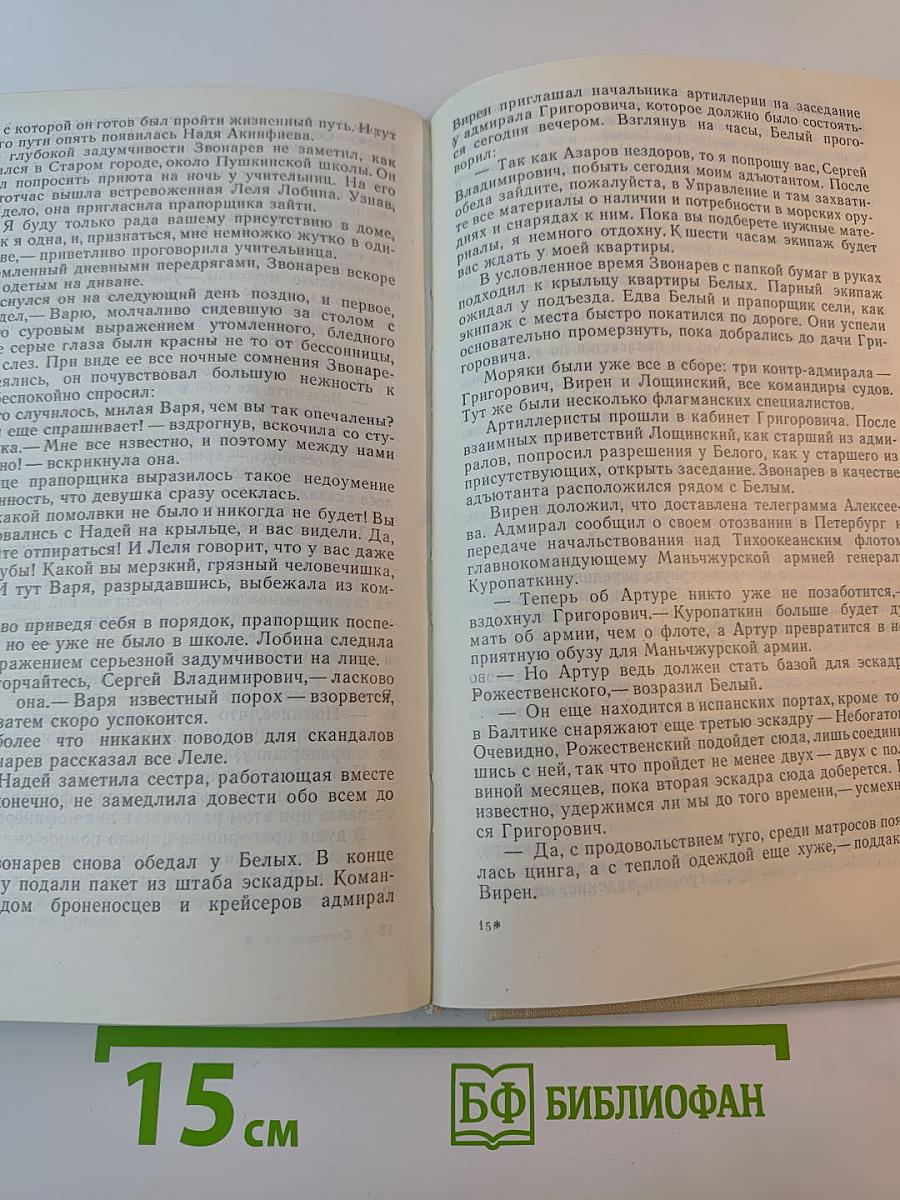 с которой он готов был пройти жизненный путь. И тут
го пути опять появилась Надя Акинфиева.
глубокой задумчивости Звонарев не заметил, как
ался в Старом городе, около Пушкинской школы. Он
л попросить приюта на ночь у учительниц. На его
тотчас вышла встревоженная Леля Лобина. Узнав,
дело, она пригласила прапорщика зайти.
Я буду только рада вашему присутствию в доме,
к я одна, и, признаться, мне немножко жутко в оди-
ве,— приветливо проговорила учительница.
омленный дневными передрягами, Звонарев вскоре
одетым на диване.
снулся он на следующий день поздно, и первое,
дел,— Варю, молчаливо сидевшую за столом с
го суровым выражением утомленного, бледного
е серые глаза были красны не то от бессонницы,
слез. При виде ее все ночные сомнения Звонаре-
еялись, он почувствовал большую нежность к
беспокойно спросил:
го случилось, милая Варя, чем вы так опечалены?
и еще спрашивает! — вздрогнув, вскочила со сту-
ка.— Мне все известно, и поэтому между нами
но! — вскрикнула она.
це прапорщика выразилось такое недоумение
нность, что девушка сразу осеклась.
какой помолвки не было и никогда не будет! Вы
овались с Надей на крыльце, и вас видели. Да,
йте отпираться! И Леля говорит, что у вас даже
губы! Какой вы мерзкий, грязный человечишка,
И тут Варя, разрыдавшись, выбежала из ком-
во приведя себя в порядок, прапорщик поспе-
но ее уже не было в школе. Лобина следила
ражением серьезной задумчивости на лице.
горчайтесь, Сергей Владимирович,— ласково
она.— Варя известный порох — взорвется,
затем скоро успокоится.
более что никаких поводов для скандалов
нарев рассказал все Леле.
Надей заметила сестра, работающая вместе
онечно, не замедлила довести обо всем до
вонарев снова обедал у Белых. В конце
у подали пакет из штаба эскадры. Коман-
дом броненосцев и крейсеров адмирал
Вирен приглашал начальника артиллерии на заседание
у адмирала Григоровича, которое должно было состоять-
ся сегодня вечером. Взглянув на часы, Белый прого-
ворил:
— Так как Азаров нездоров, то я попрошу вас, Сергей
Владимирович, побыть сегодня моим адъютантом. После
обеда зайдите, пожалуйста, в Управление и там захвати-
те все материалы о наличии и потребности в морских ору-
диях и снарядах к ним. Пока вы подберете нужные мате-
риалы, я немного отдохну. К шести часам экипаж будет
вас ждать у моей квартиры.
В условленное время Звонарев с папкой бумаг в руках
подходил к крыльцу квартиры Белых. Парный экипаж
ожидал у подъезда. Едва Белый и прапорщик сели, как
экипаж с места быстро покатился по дороге. Они успели
основательно промерзнуть, пока добрались до дачи Гри-
горовича.
Моряки были уже все в сборе: три контр-адмирала —
Григорович, Вирен и Лощинский, все командиры судов.
Тут же были несколько флагманских специалистов.
Артиллеристы прошли в кабинет Григоровича. После
взаимных приветствий Лощинский, как старший из адми-
ралов, попросил разрешения у Белого, как у старшего из
присутствующих, открыть заседание. Звонарев в качестве
адъютанта расположился рядом с Белым.
Вирен доложил, что доставлена телеграмма Алексее-
ва. Адмирал сообщил о своем отозвании в Петербург и
передаче начальствования над Тихоокеанским флотом
главнокомандующему Маньчжурской армией генерал
Куропаткину.
— Теперь об Артуре никто уже не позаботится,—
вздохнул Григорович.— Куропаткин больше будет ду
мать об армии, чем о флоте, а Артур превратится в не
приятную обузу для Маньчжурской армии.
— Но Артур ведь должен стать базой для эскадр
Рожественского,— возразил Белый.
— Он еще находится в испанских портах, кроме то
в Балтике снаряжают еще третью эскадру — Небогатов
Очевидно, Рожественский подойдет сюда, лишь соедини
шись с ней, так что пройдет не менее двух — двух с пол
виной месяцев, пока вторая эскадра сюда доберется.
известно, удержимся ли мы до того времени,— усмехн
ся Григорович.
— Да, с продовольствием туго, среди матросов поя
лась цинга, а с теплой одеждой еще хуже,— поддак
Вирен.
15*
15 см
БФ БИБЛИОФАН